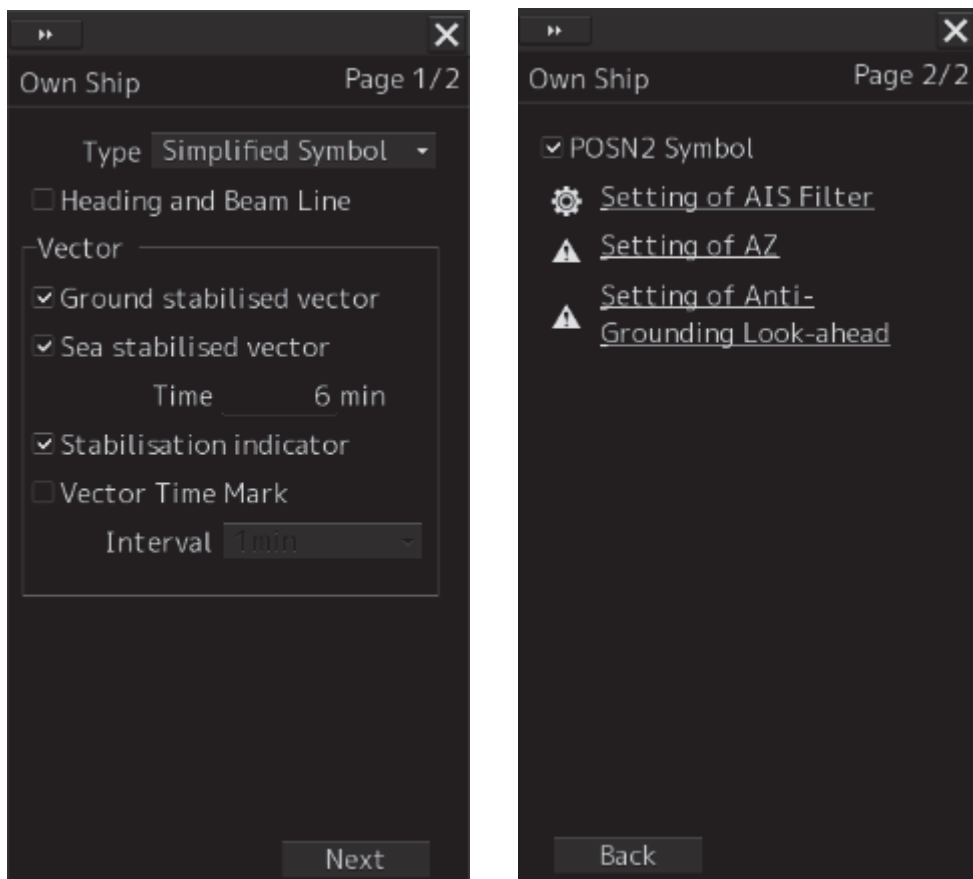 Own Ship Page 1/2
Type Simplified Symbol
Heading and Beam Line
Vector
Ground stabilised vector
Sea stabilised vector
Time 6 min
Stabilisation indicator
Vector Time Mark
Interval 1min
Next
Own Ship Page 2/2
POSN2 Symbol
Setting of AIS Filter
Setting of AZ
Setting of Anti-
Grounding Look-ahead
Back